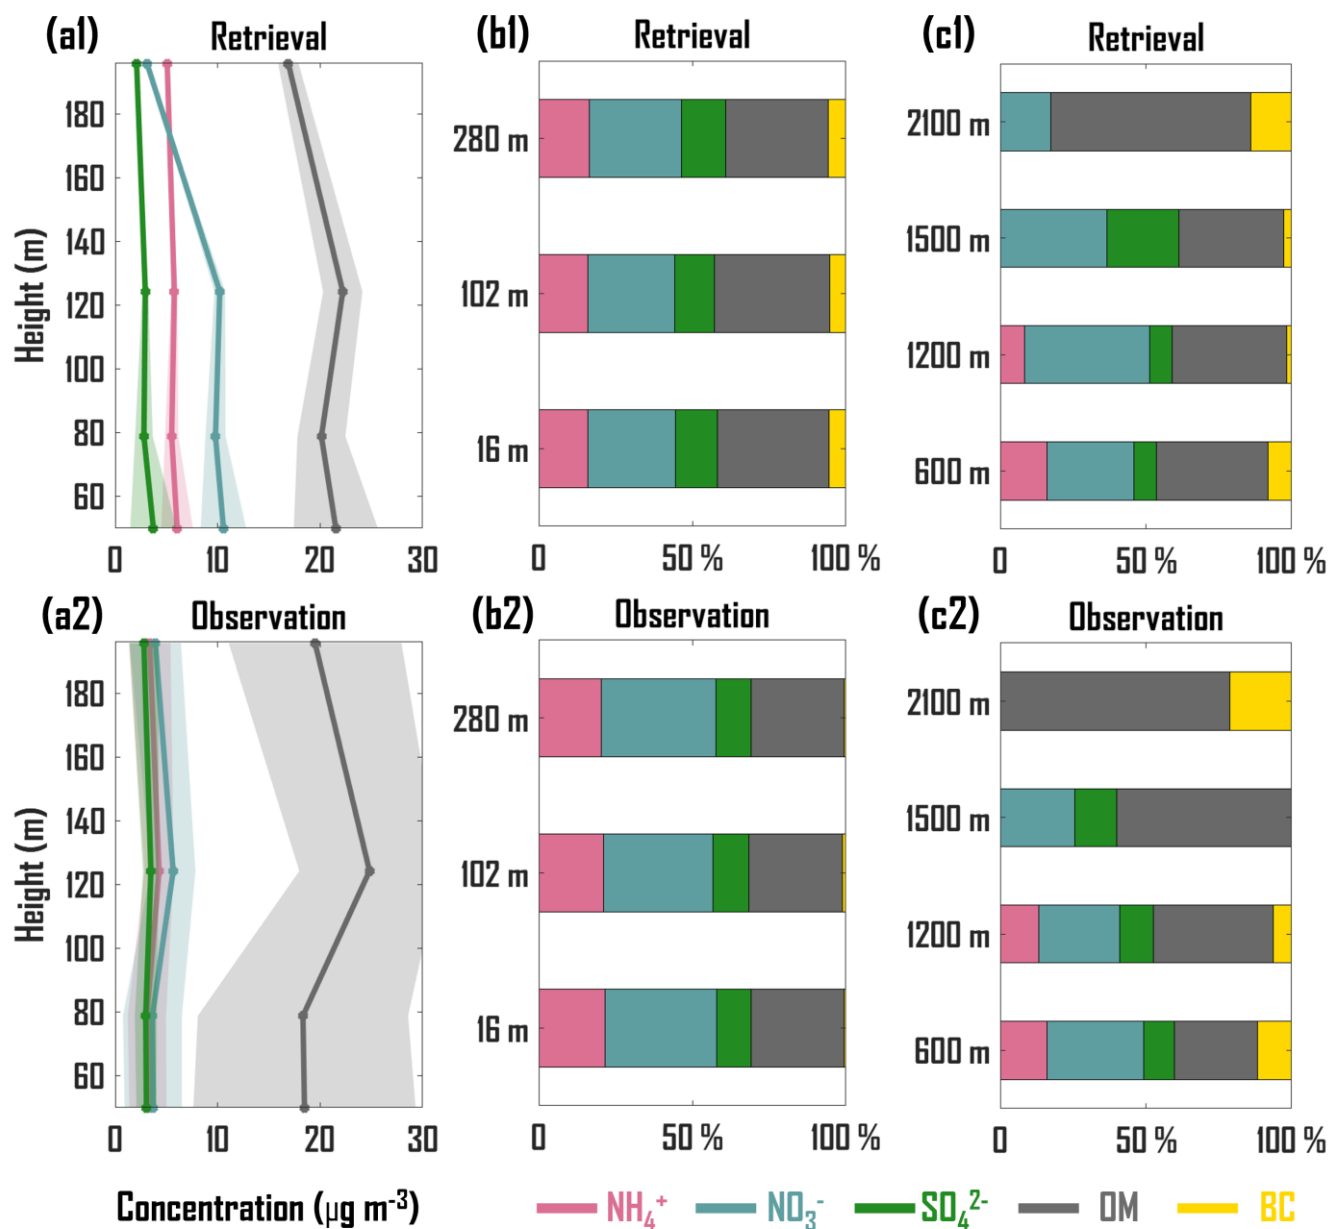 (a1) Retrieval
180
160
140
120
100
80
60
Height (m)
0 10 20 30
(b1) Retrieval
280 m
102 m
16 m
0 50 % 100 %
(c1) Retrieval
2100 m
1500 m
1200 m
600 m
0 50 % 100 %
(a2) Observation
180
160
140
120
100
80
60
Height (m)
0 10 20 30
Concentration (μg m⁻³)
(b2) Observation
280 m
102 m
16 m
0 50 % 100 %
(c2) Observation
2100 m
1500 m
1200 m
600 m
0 50 % 100 %
NH₄⁺ NO₃⁻ SO₄²⁻ OM BC